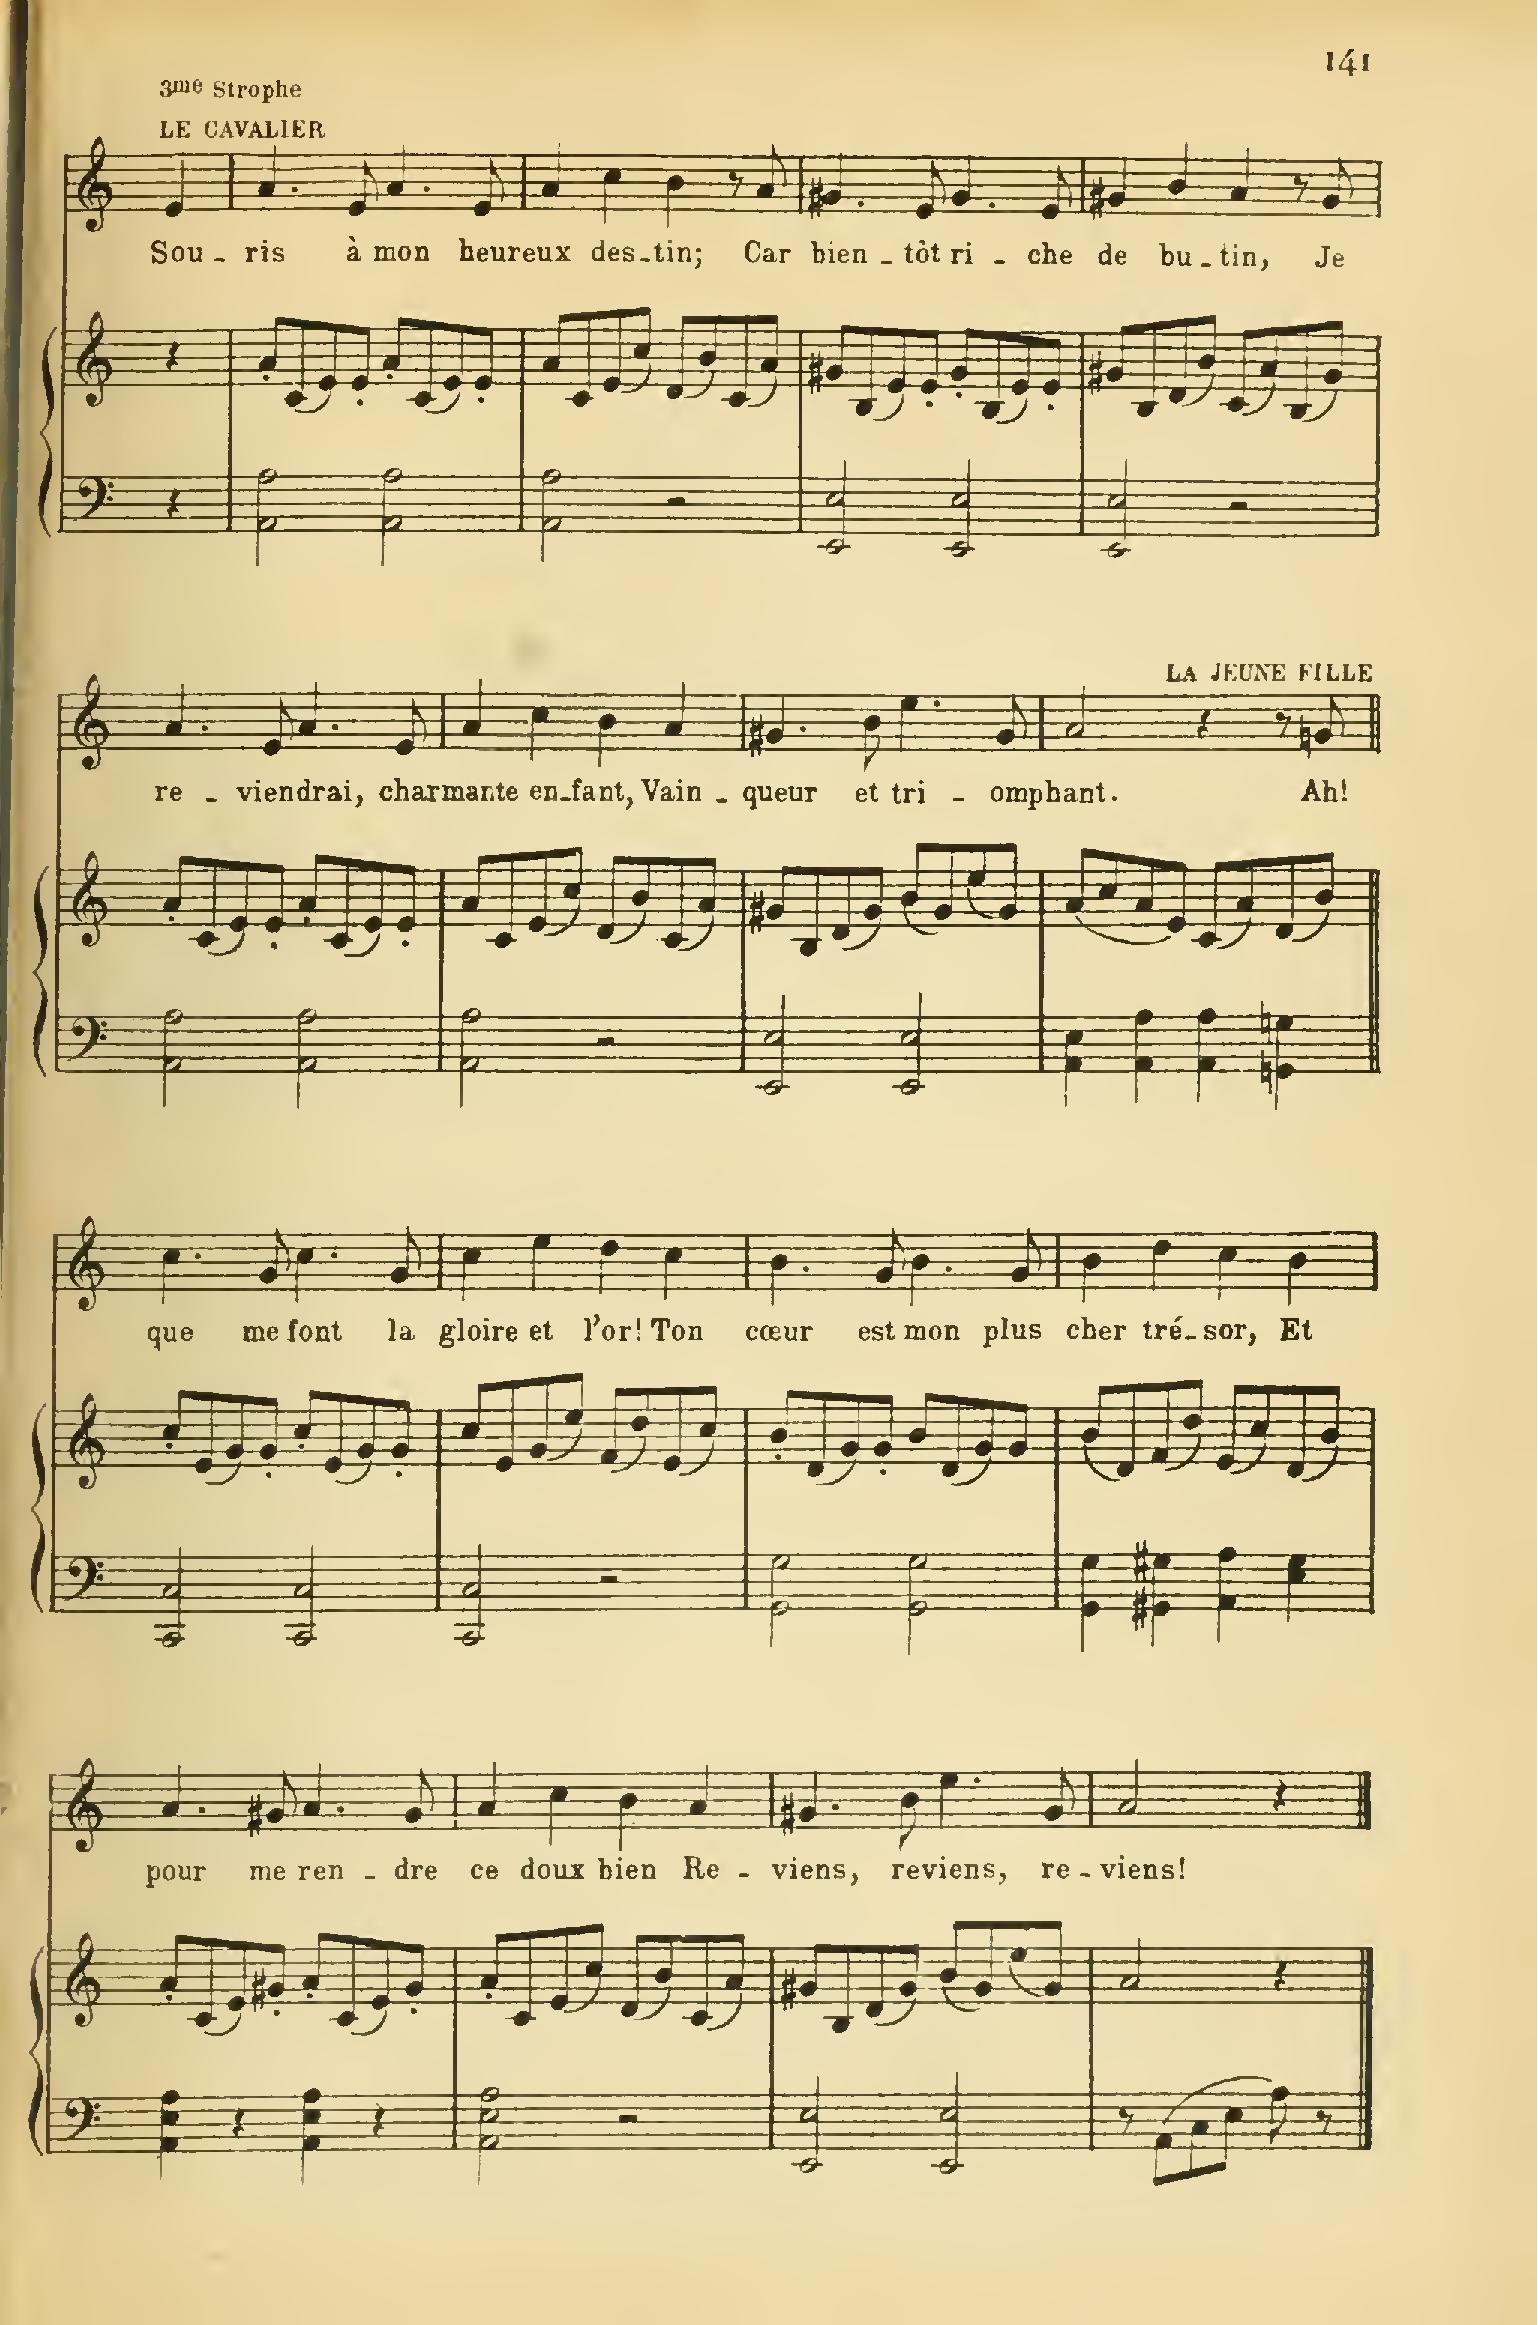 141
3me Strophe
LE CAVALIER
Sou - ris à mon heureux des-tin; Car bien - tôt ri - che de bu-tin, Je
LA JEUNE FILLE
re - viendrai, charmante en-fant, Vain - queur et tri - omphant. Ah!
que me font la gloire et l'or! Ton cœur est mon plus cher tré-sor, Et
pour me ren - dre ce doux bien Re - viens, reviens, re - viens!